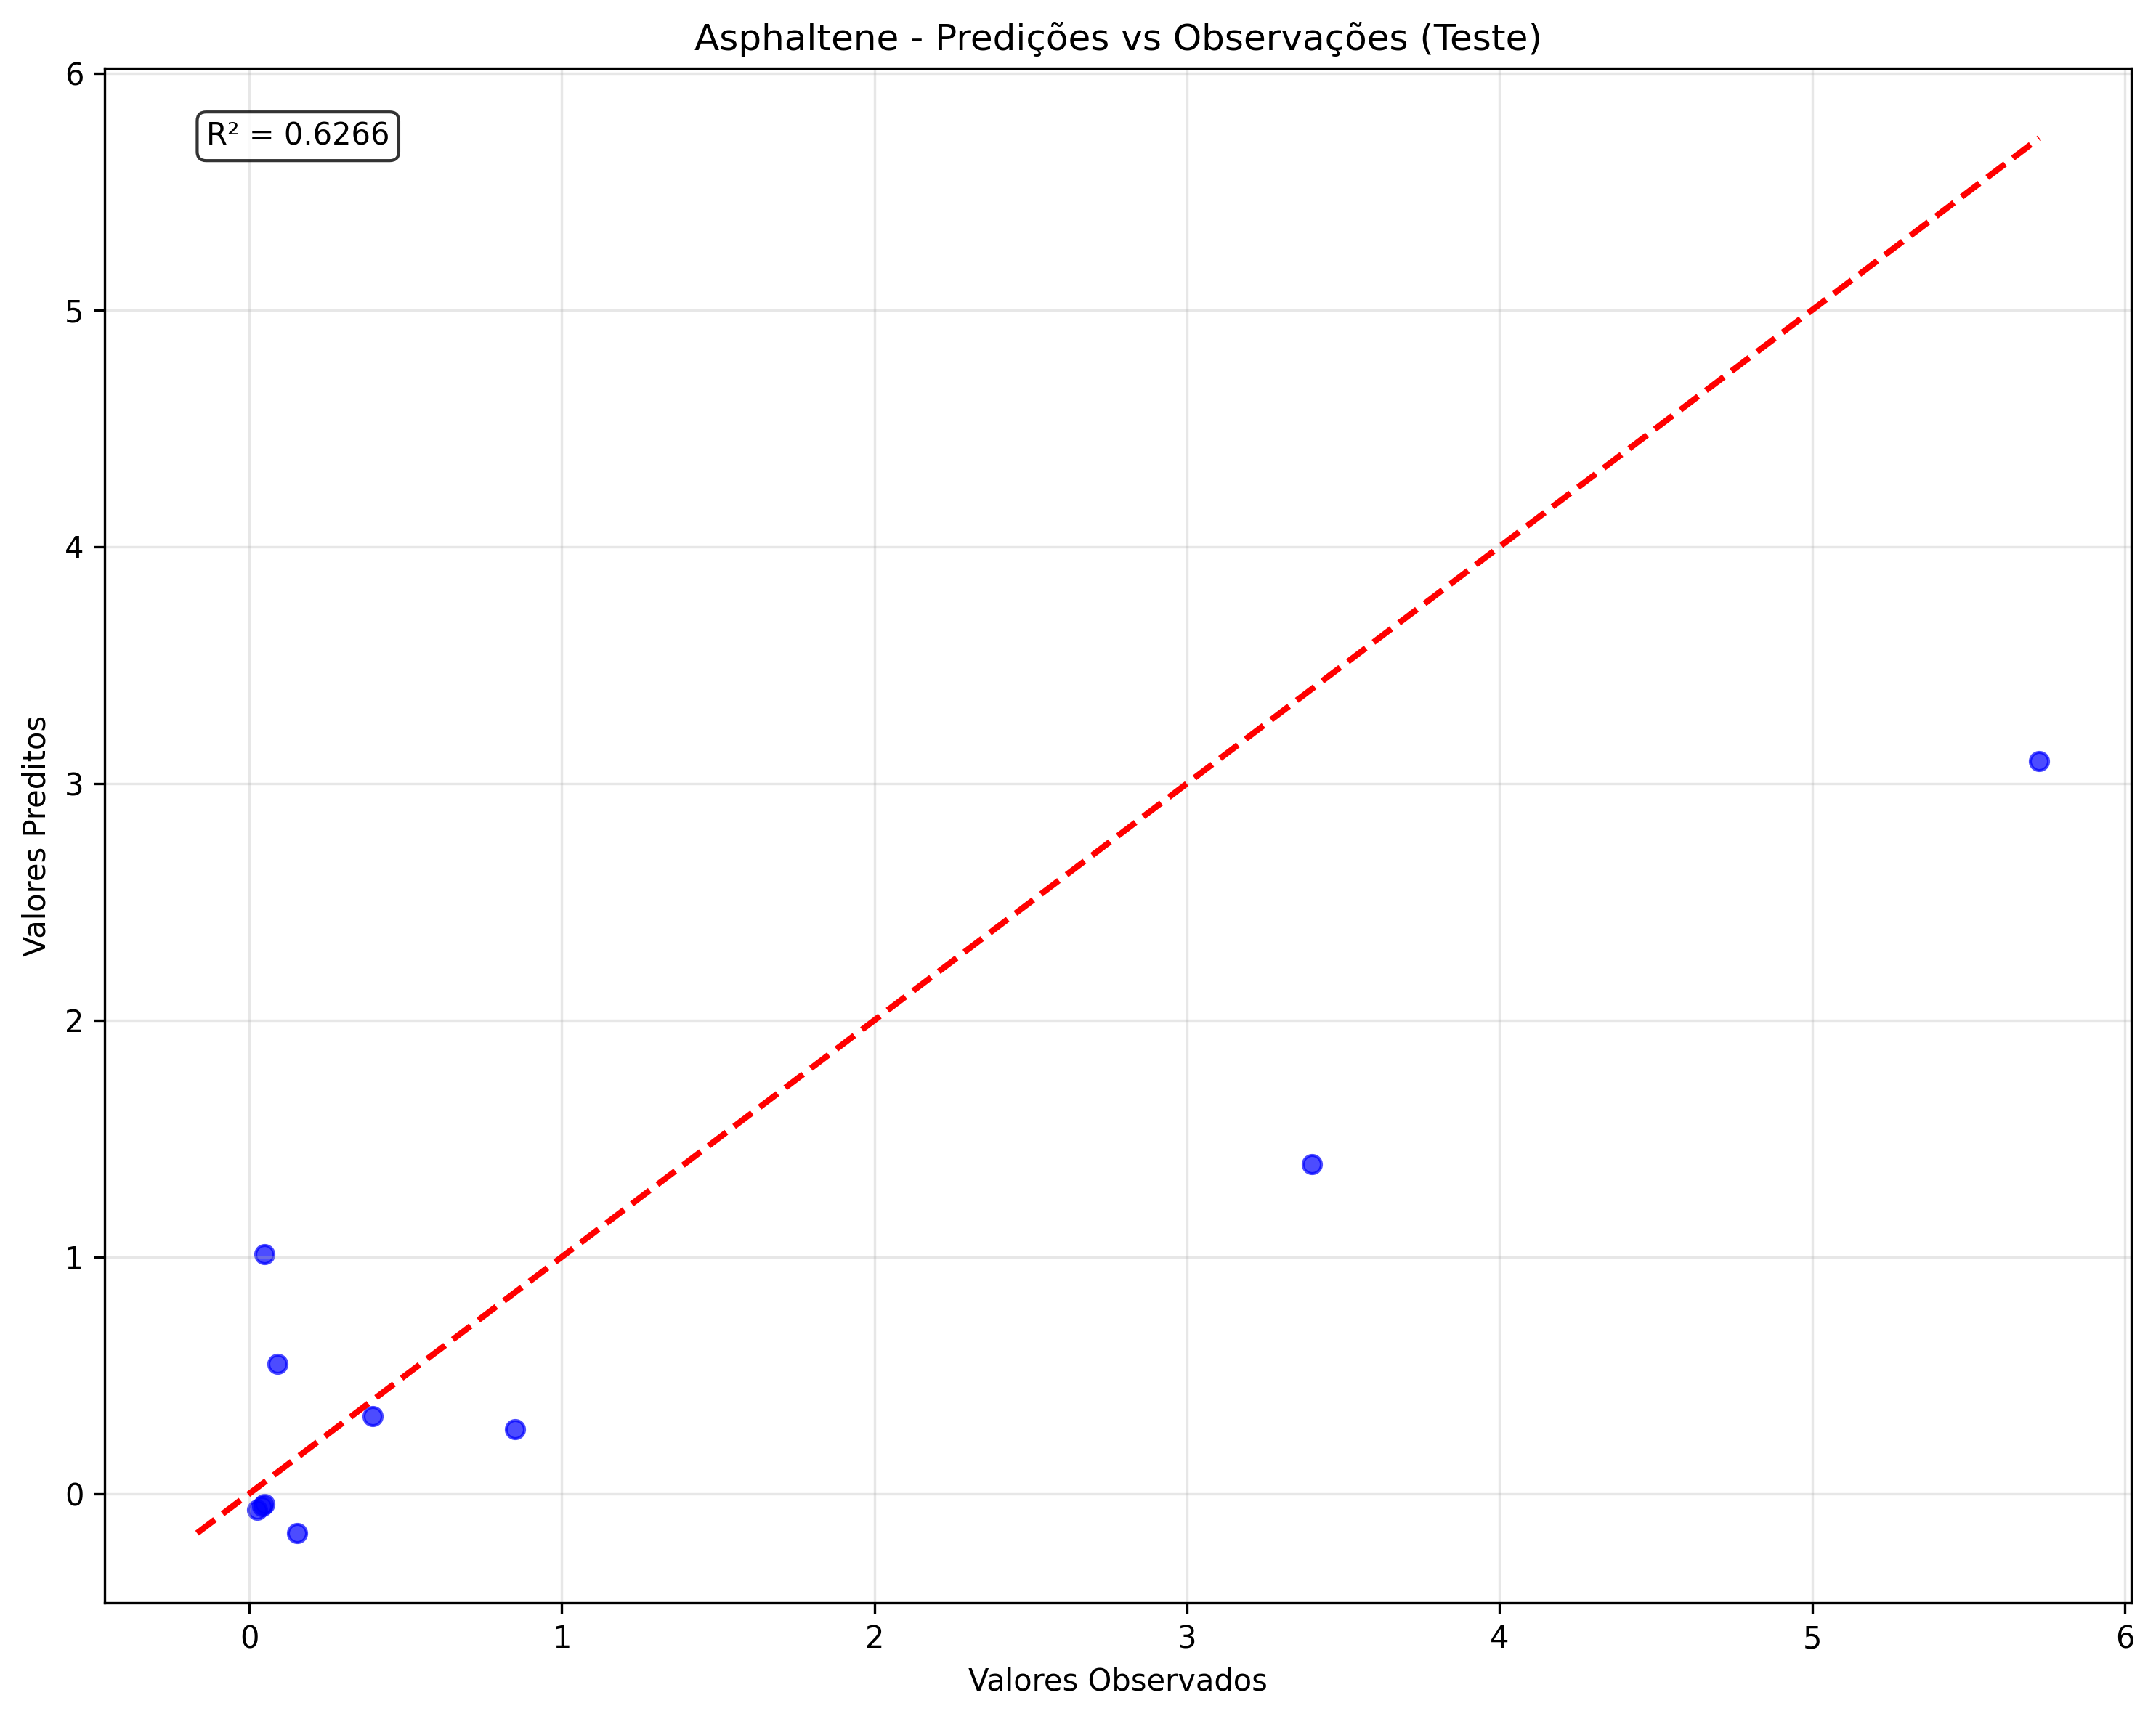 Asphaltene - Predições vs Observações (Teste)
R² = 0.6266
6
5
4
3
2
1
0
Valores Preditos
0 1 2 3 4 5 6
Valores Observados